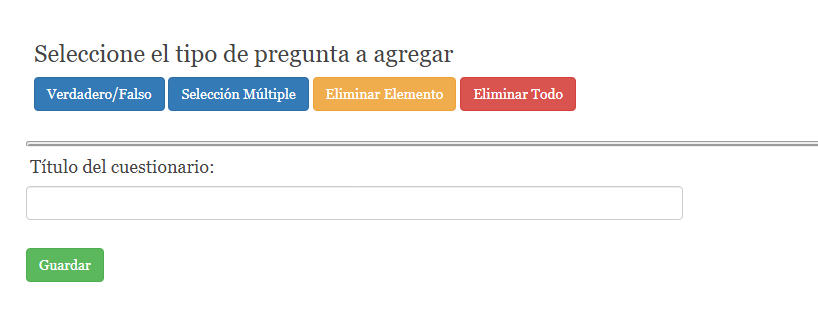 Seleccione el tipo de pregunta a agregar
Verdadero/Falso Selección Múltiple Eliminar Elemento Eliminar Todo
Título del cuestionario:
Guardar